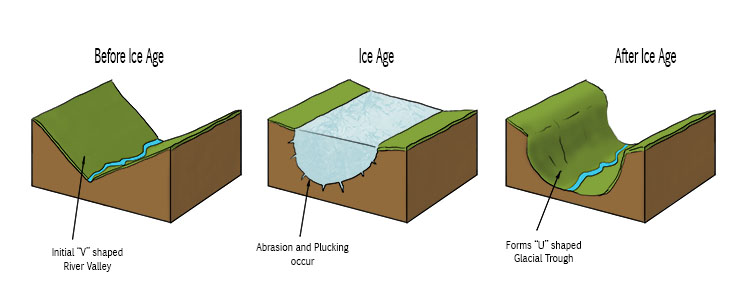 Before Ice Age
Ice Age
After Ice Age
Initial "V" shaped
River Valley
Abrasion and Plucking
occur
Forms "U" shaped
Glacial Trough